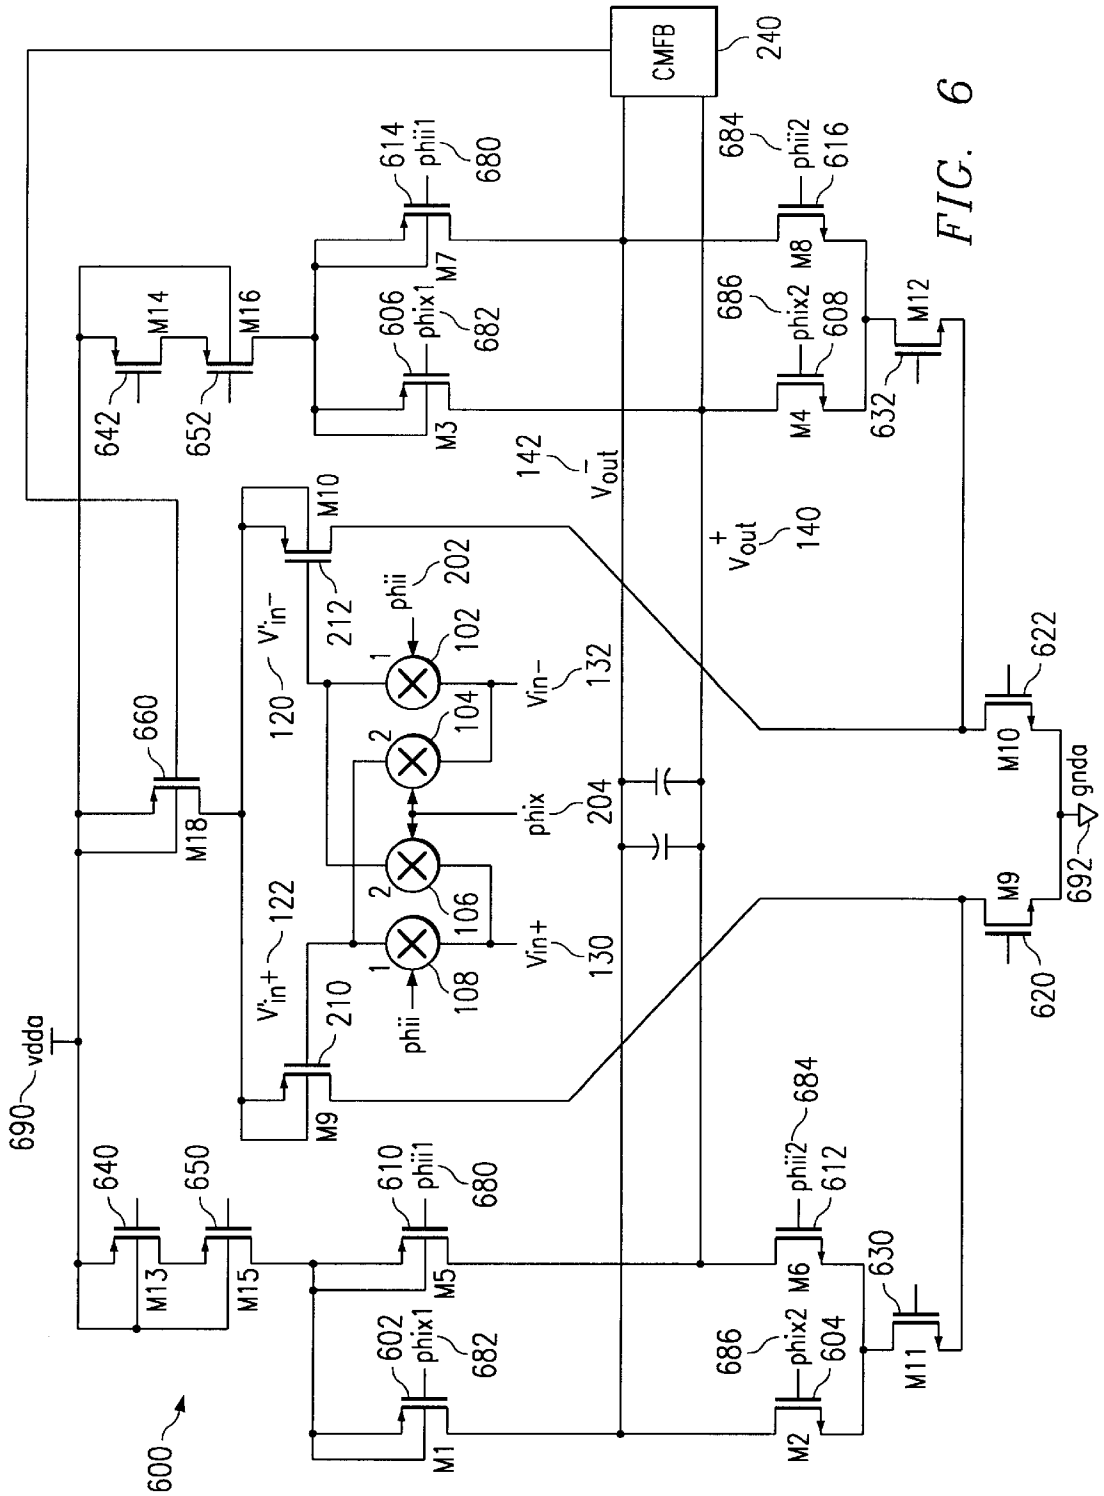 600
690
vdda
640
M13
650
M15
602
phix1
682
M1
610
phii1
680
M5
686
phix2
604
M2
phii2
684
612
M6
630
M11
V'in+
122
210
M9
660
M18
V'in-
120
212
M10
phii
1
108
2
106
phix
204
2
104
1
102
phii
202
Vin+
130
Vin-
132
642
M14
652
M16
606
phix1
682
M3
614
phii1
680
M7
142
Vout-
Vout+
140
CMFB
240
686
phix2
608
M4
684
phii2
616
M8
632
M12
620
M9
622
M10
692
gnda
FIG. 6